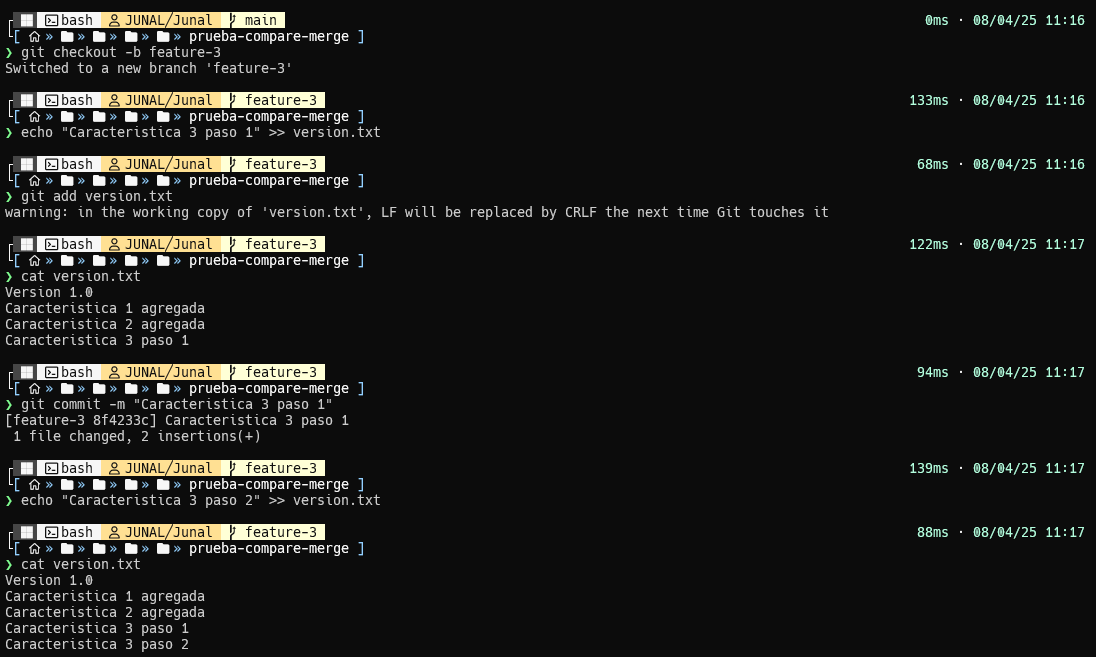 bash JUNAL/Junal main 0ms · 08/04/25 11:16
[ » » » » » prueba-compare-merge ]
❯ git checkout -b feature-3
Switched to a new branch 'feature-3'
bash JUNAL/Junal feature-3 133ms · 08/04/25 11:16
[ » » » » » prueba-compare-merge ]
❯ echo "Caracteristica 3 paso 1" >> version.txt
bash JUNAL/Junal feature-3 68ms · 08/04/25 11:16
[ » » » » » prueba-compare-merge ]
❯ git add version.txt
warning: in the working copy of 'version.txt', LF will be replaced by CRLF the next time Git touches it
bash JUNAL/Junal feature-3 122ms · 08/04/25 11:17
[ » » » » » prueba-compare-merge ]
❯ cat version.txt
Version 1.0
Caracteristica 1 agregada
Caracteristica 2 agregada
Caracteristica 3 paso 1
bash JUNAL/Junal feature-3 94ms · 08/04/25 11:17
[ » » » » » prueba-compare-merge ]
❯ git commit -m "Caracteristica 3 paso 1"
[feature-3 8f4233c] Caracteristica 3 paso 1
1 file changed, 2 insertions(+)
bash JUNAL/Junal feature-3 139ms · 08/04/25 11:17
[ » » » » » prueba-compare-merge ]
❯ echo "Caracteristica 3 paso 2" >> version.txt
bash JUNAL/Junal feature-3 88ms · 08/04/25 11:17
[ » » » » » prueba-compare-merge ]
❯ cat version.txt
Version 1.0
Caracteristica 1 agregada
Caracteristica 2 agregada
Caracteristica 3 paso 1
Caracteristica 3 paso 2